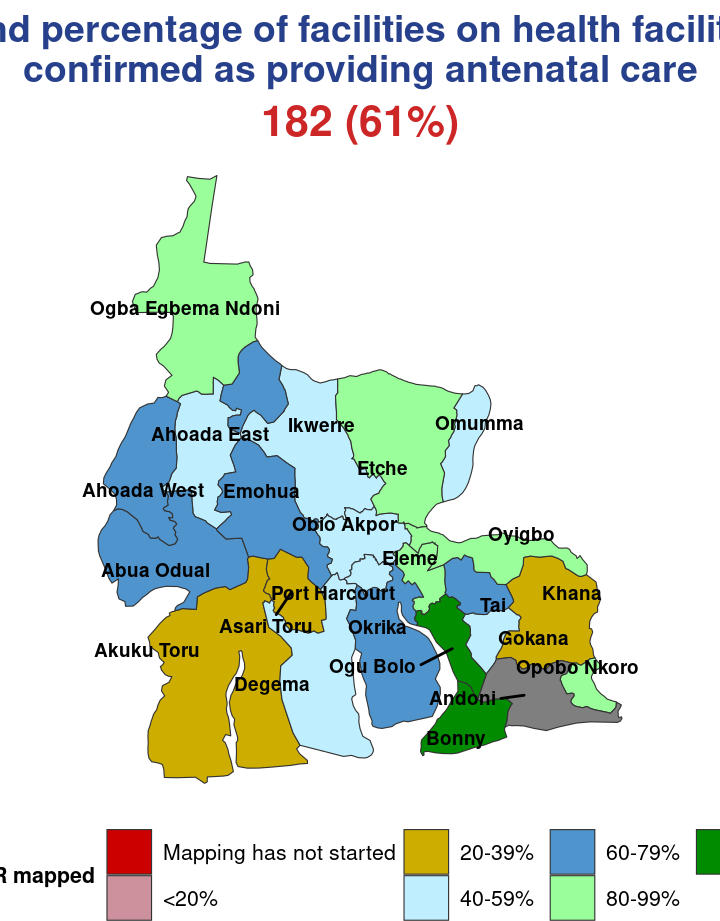 percentage of facilities on health
confirmed as providing antenatal care
182 (61%)
Ogba Egbema Ndoni
Ahoada East
Ikwerre
Omumma
Etche
Ahoada West
Emohua
Obio Akpor
Oyigbo
Eleme
Abua Odual
Port Harcourt
Khana
Tai
Asari Toru
Okrika
Gokana
Akuku Toru
Ogu Bolo
Opobo Nkoro
Degema
Andoni
Bonny
mapped
Mapping has not started
20-39%
60-79%
<20%
40-59%
80-99%